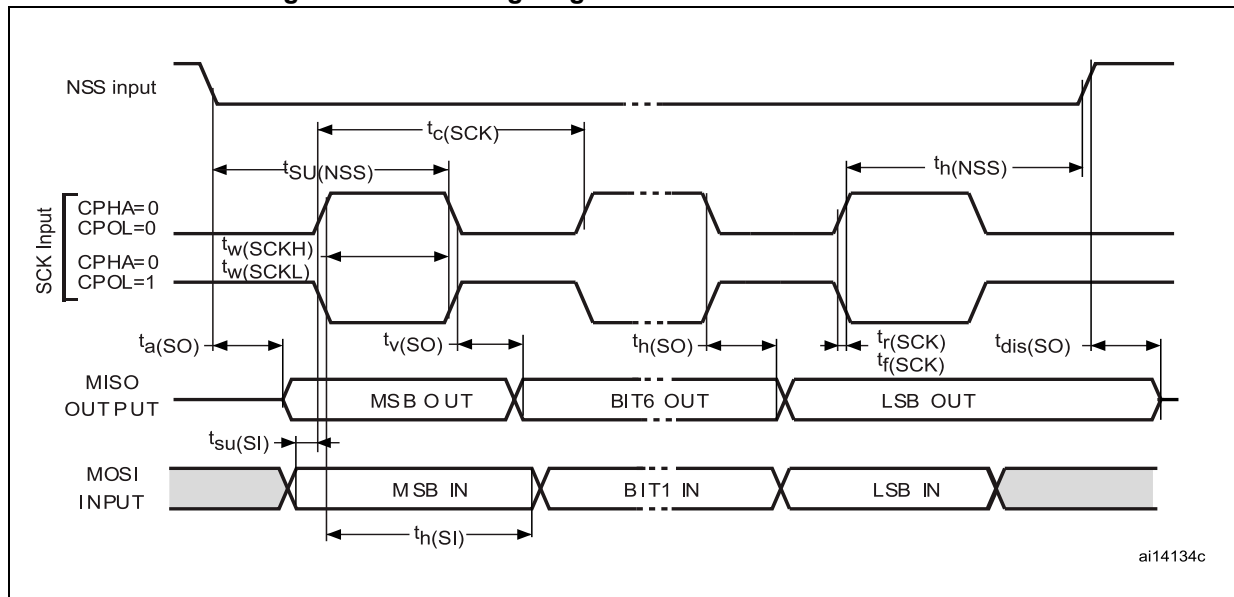 NSS input
tc(SCK)
tSU(NSS)
th(NSS)
SCK Input
CPHA=0
CPOL=0
tw(SCKH)
CPHA=0
tw(SCKL)
CPOL=1
ta(SO)
tv(SO)
th(SO)
tr(SCK)
tf(SCK)
tdis(SO)
MISO
OUTPUT
MSB OUT
BIT6 OUT
LSB OUT
tsu(SI)
MOSI
INPUT
MSB IN
BIT1 IN
LSB IN
th(SI)
ai14134c